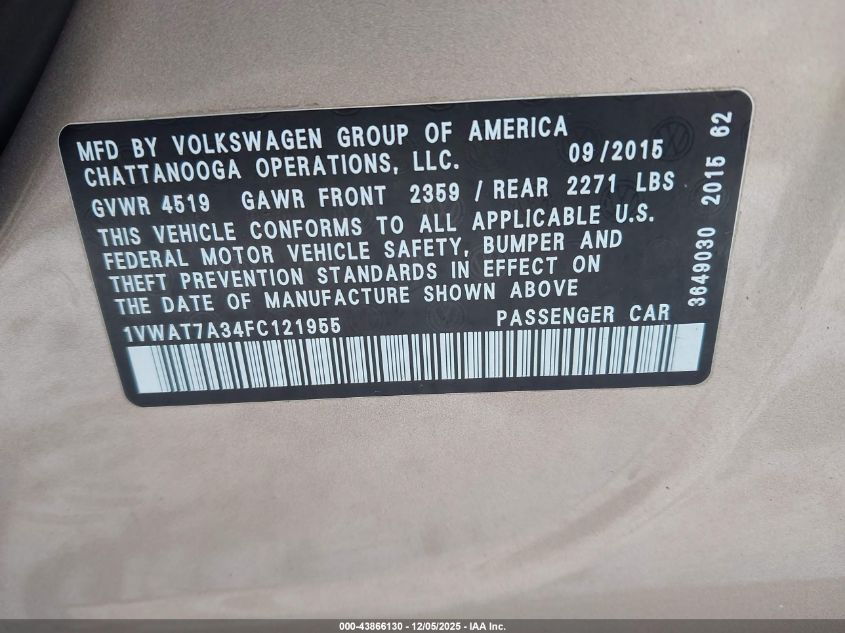 MFD BY VOLKSWAGEN GROUP OF AMERICA
CHATTANOOGA OPERATIONS, LLC. 09/2015
GVWR 4519 GAWR FRONT 2359 / REAR 2271 LBS
THIS VEHICLE CONFORMS TO ALL APPLICABLE U.S.
FEDERAL MOTOR VEHICLE SAFETY, BUMPER AND
THEFT PREVENTION STANDARDS IN EFFECT ON
THE DATE OF MANUFACTURE SHOWN ABOVE
1VWAT7A34FC121955 PASSENGER CAR
3649030 2015 62
000-43866130 - 12/05/2025 - IAA Inc.